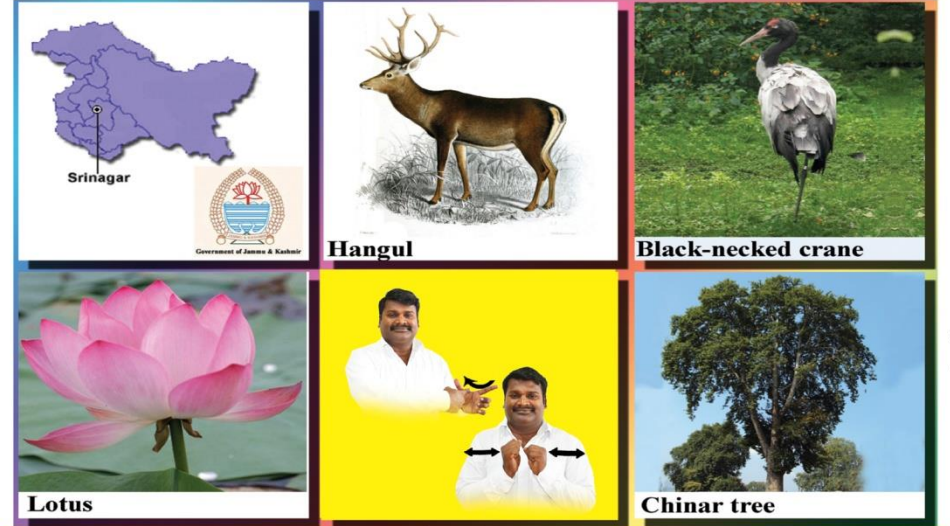 Srinagar
Government of Jammu & Kashmir
Hangul
Black-necked crane
Lotus
Chinar tree